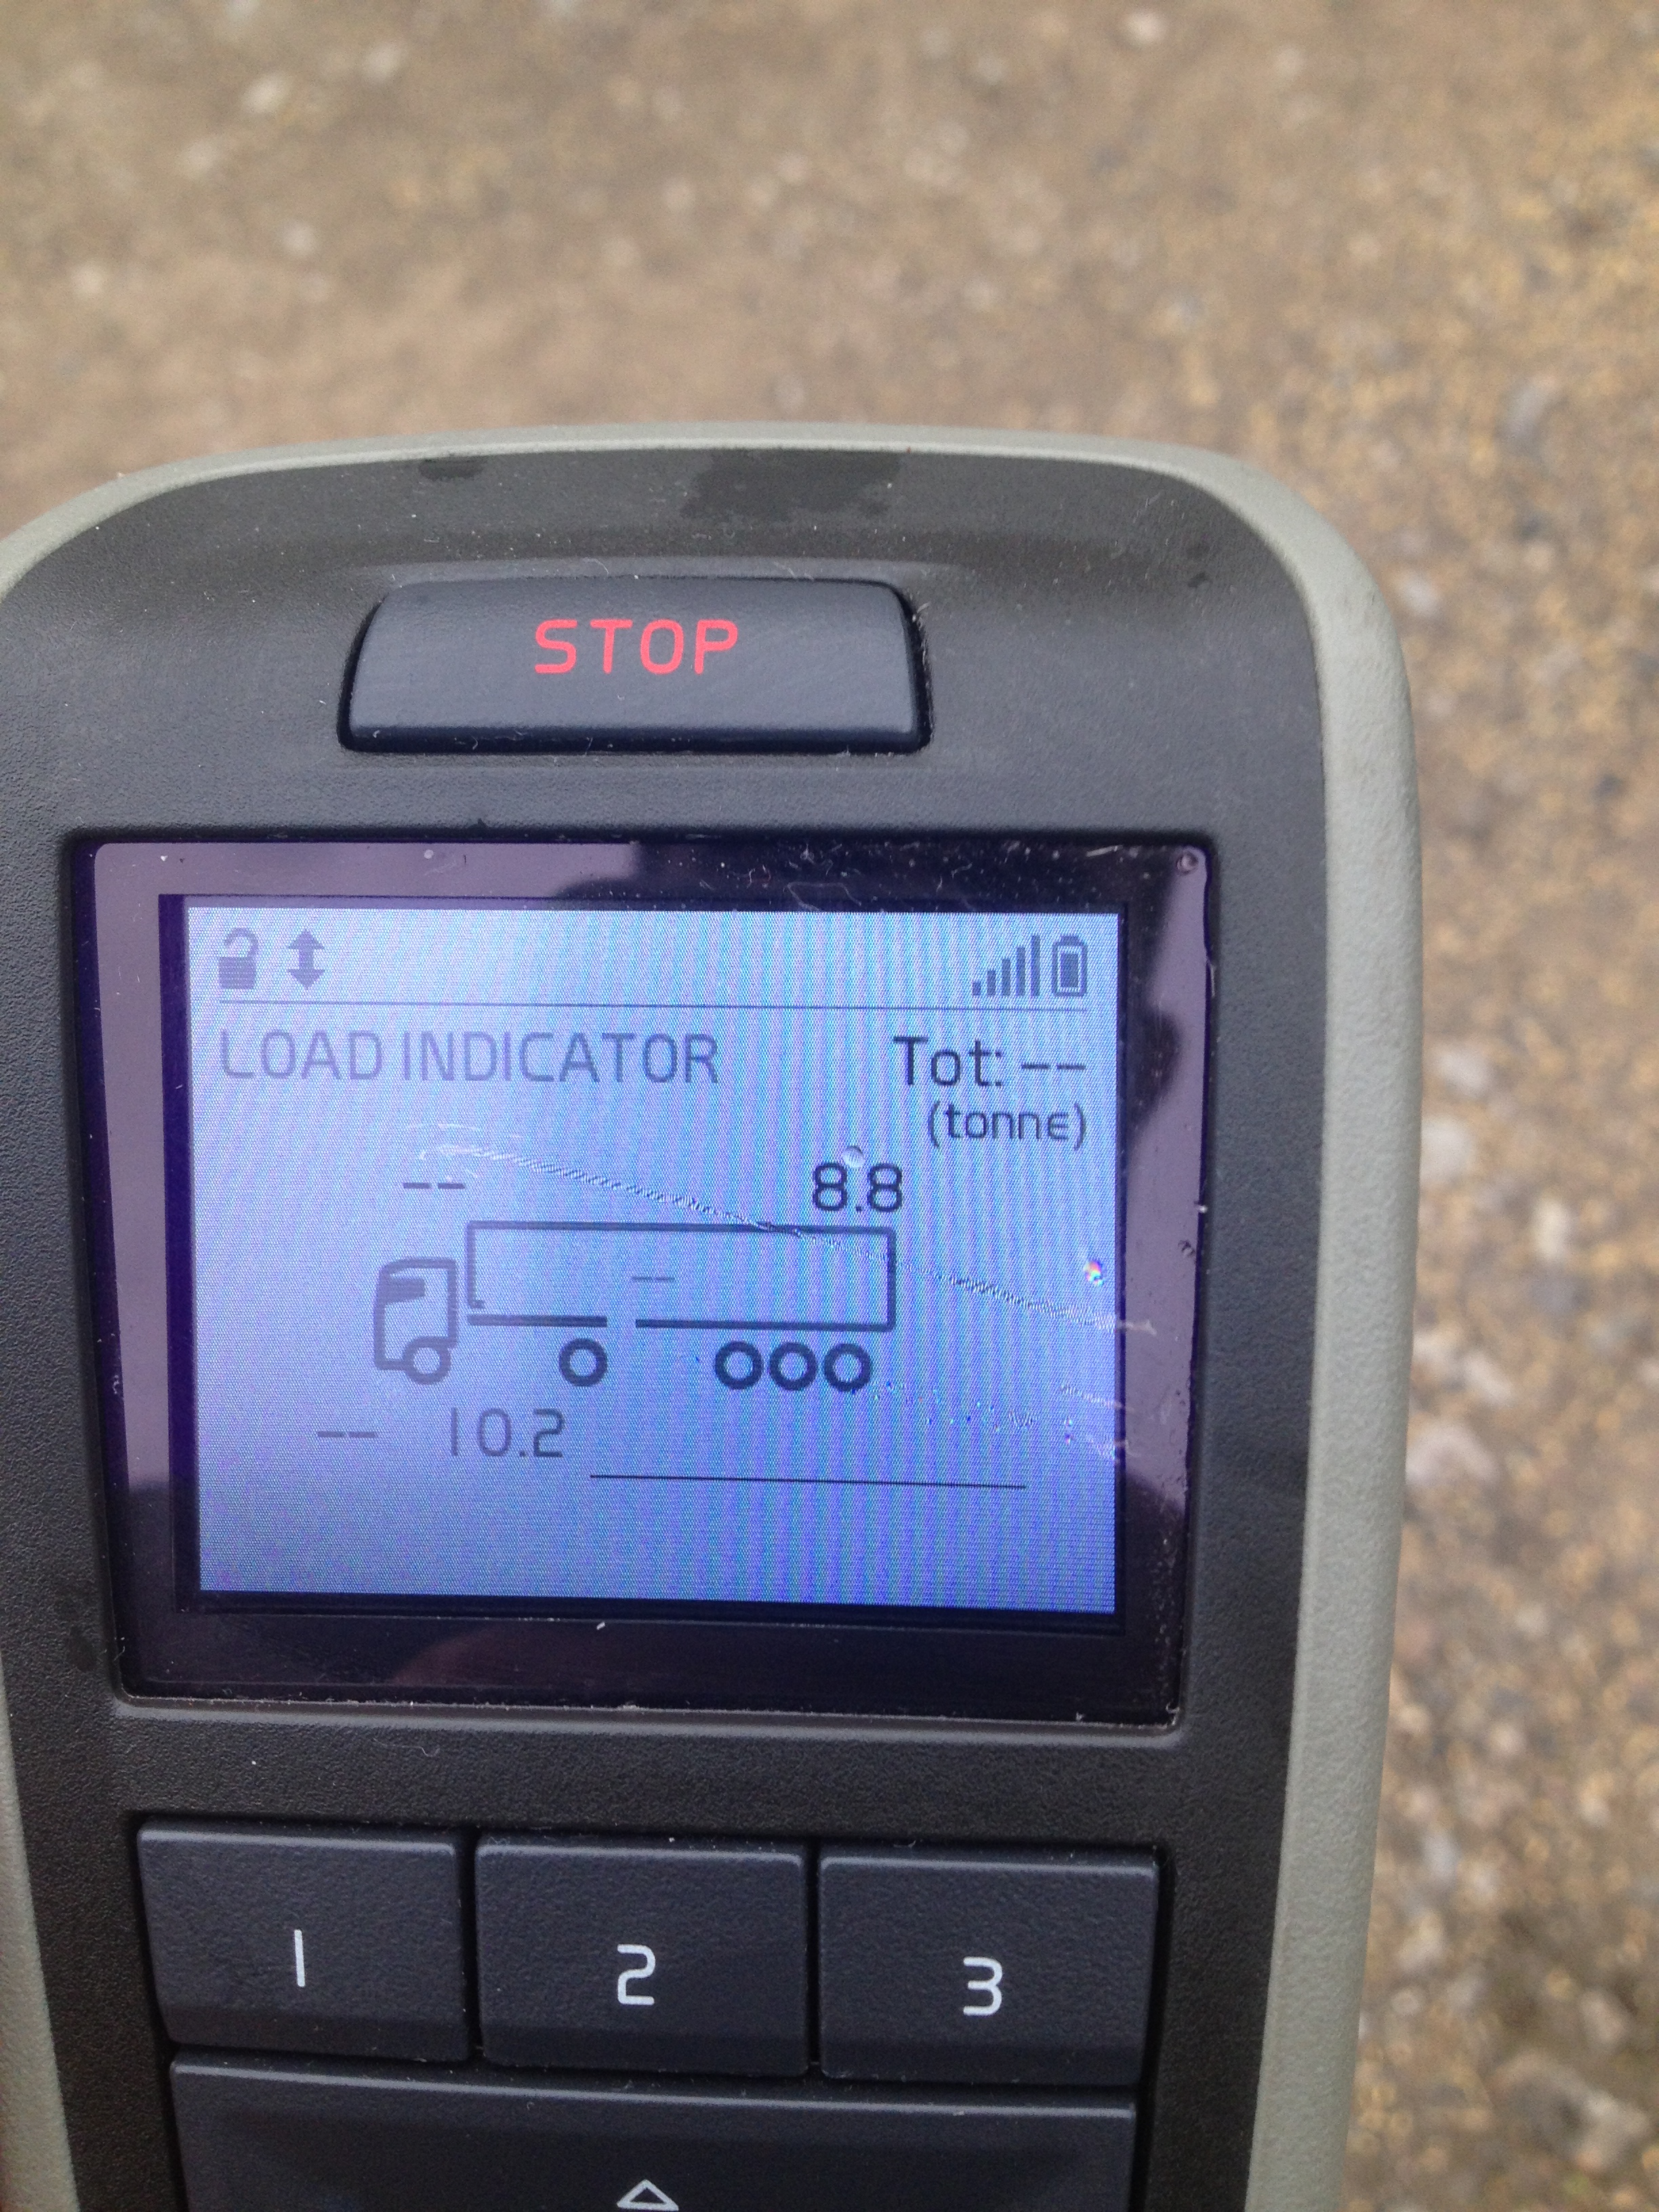 STOP
LOAD INDICATOR Tot: --
(tonne)
-- 8.8
--
-- 10.2
1 2 3